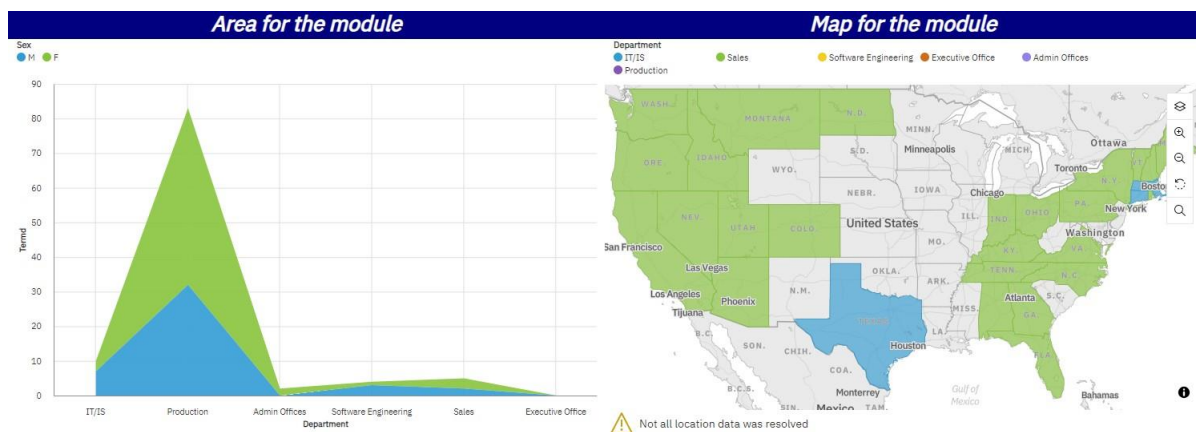 Area for the module
Sex
M F
90
80
70
60
50
40
30
20
10
0
Termd
IT/IS Production Admin Offices Software Engineering Sales Executive Office
Department
Map for the module
Department
IT/IS Sales Software Engineering Executive Office Admin Offices
Production
WASH. MONTANA N.D. MINN. Ottawa
ORE. IDAHO S.D. Minneapolis MICH. VT.
WYO. Toronto N.Y. Boston
NEBR. IOWA Chicago PA. New York
NEV. UTAH COLO. United States ILL. IND. OHIO Washington
San Francisco MO. KY. VA.
Las Vegas OKLA. TENN. N.C.
Los Angeles Phoenix N.M. ARK. Atlanta S.C.
Tijuana MISS. GA.
B.C. SON. CHIH. Houston LA. FLA.
COA.
B.C.S. Monterrey Gulf of Mexico Bahamas
SIN. Mexico TAM.
Not all location data was resolved